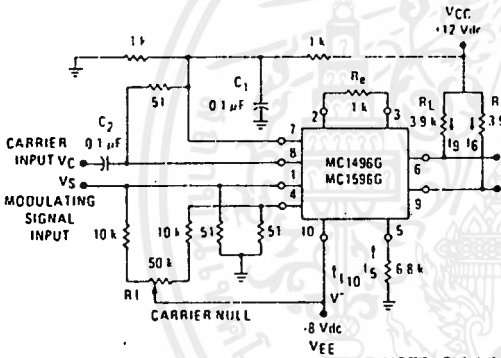 1 k
1 k
VCC
+12 Vdc
C1
0.1 µF
51
Re
1 k
RL
3.9 k
R
3.9
I9
I6
C2
0.1 µF
2
3
CARRIER
INPUT VC
7
8
MC1496G
MC1596G
6
VS
MODULATING
SIGNAL
INPUT
1
4
9
10
5
10 k
10 k
51
51
50 k
R1
I10
I5
6.8 k
V-
CARRIER NULL
-8 Vdc
VEE